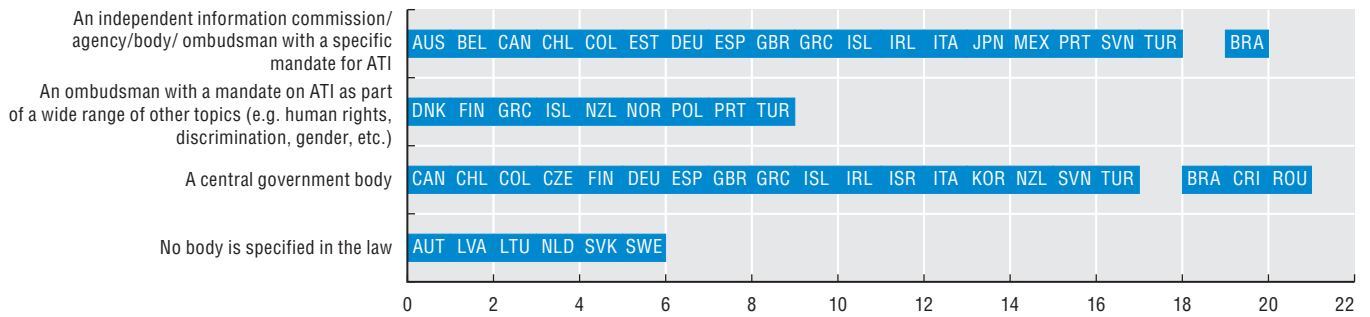 An independent information commission/
agency/body/ ombudsman with a specific
mandate for ATI
AUS BEL CAN CHL COL EST DEU ESP GBR GRC ISL IRL ITA JPN MEX PRT SVN TUR BRA
An ombudsman with a mandate on ATI as part
of a wide range of other topics (e.g. human rights,
discrimination, gender, etc.)
DNK FIN GRC ISL NZL NOR POL PRT TUR
A central government body
CAN CHL COL CZE FIN DEU ESP GBR GRC ISL IRL ISR ITA KOR NZL SVN TUR BRA CRI ROU
No body is specified in the law
AUT LVA LTU NLD SVK SWE
0 2 4 6 8 10 12 14 16 18 20 22